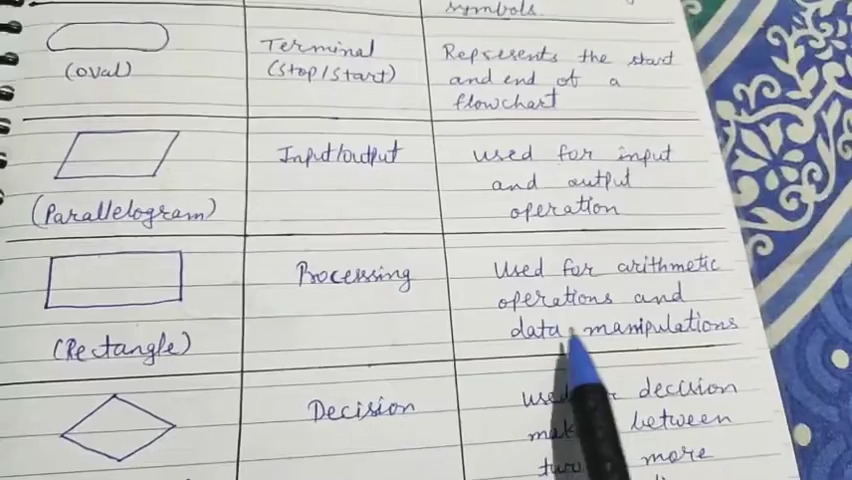 symbols.
(oval)
Terminal
(Stop/Start)
Represents the start
and end of a
flowchart
(Parallelogram)
Input/output
used for input
and output
operation
(Rectangle)
Processing
Used for arithmetic
operations and
data manipulations
Decision
decision
between
more